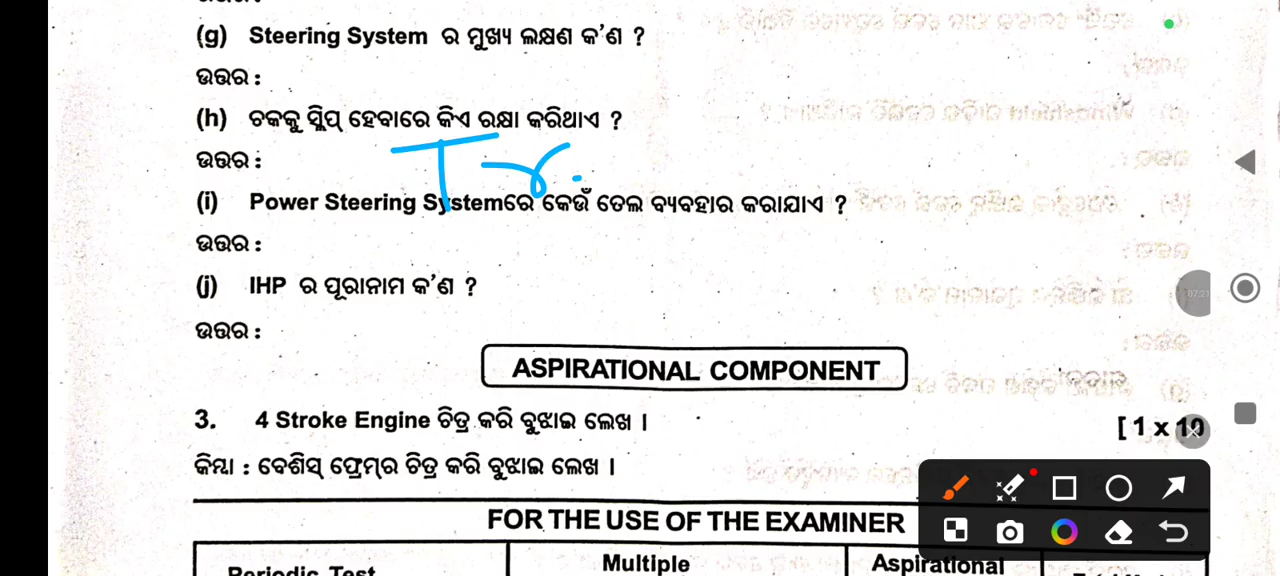 (g) Steering System ର ମୁଖ୍ୟ ଲକ୍ଷଣ କ'ଣ ?
ଉତ୍ତର :
(h) ଚକକୁ ସ୍ଲିପ୍ ହେବାରେ କିଏ ରକ୍ଷା କରିଥାଏ ?
ଉତ୍ତର :
(i) Power Steering Systemରେ କେଉଁ ତେଲ ବ୍ୟବହାର କରାଯାଏ ?
ଉତ୍ତର :
(j) IHP ର ପୂରାନାମ କ'ଣ ?
ଉତ୍ତର :
ASPIRATIONAL COMPONENT
3. 4 Stroke Engine ଚିତ୍ର କରି ବୁଝାଇ ଲେଖ । [ 1 x 10
କିମ୍ବା : ବେଶିସ୍ ଫ୍ରେମ୍‌ର ଚିତ୍ର କରି ବୁଝାଇ ଲେଖ ।
FOR THE USE OF THE EXAMINER
Periodic Test Multiple Aspirational